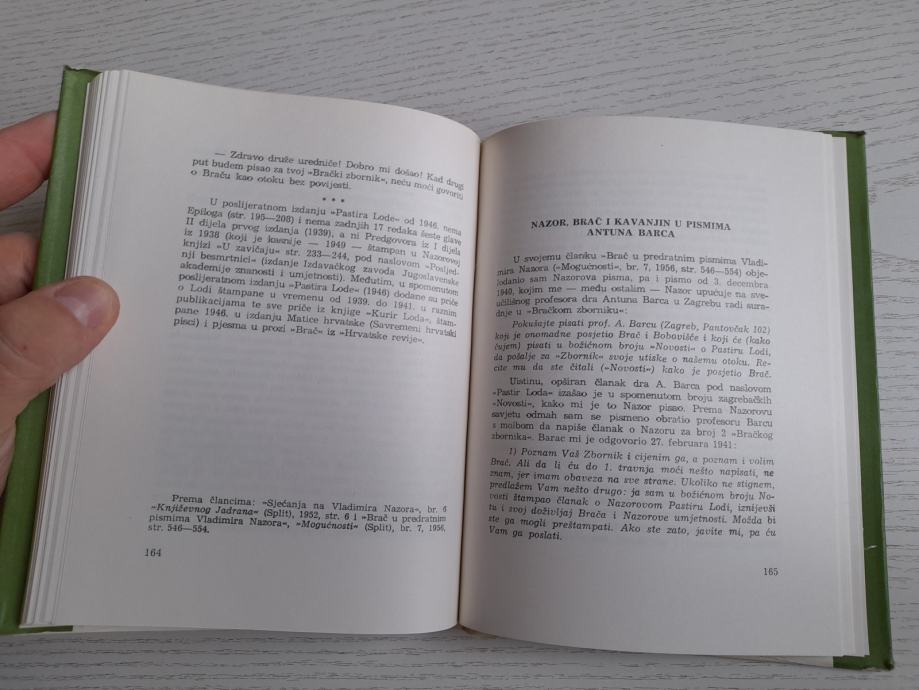 — Zdravo druže uredniče! Dobro mi došao! Kad drugi
put budem pisao za tvoj »Brački zbornik«, neću moći govoriti
o Braču kao otoku bez povijesti.
* * *
U poslijeratnom izdanju »Pastira Lode« od 1946. nema
Epiloga (str. 195—208) i nema zadnjih 17 redaka šeste glave
II dijela prvog izdanja (1939), a ni Predgovora iz I dijela
iz 1938 (koji je kasnije — 1949 — štampan u Nazorovoj
knjizi »U zavičaju« str. 233—244, pod naslovom »Posljed-
nji besmrtnici« (izdanje Izdavačkog zavoda Jugoslavenske
akademije znanosti i umjetnosti). Međutim, u spomenutom
poslijeratnom izdanju »Pastira Lode« (1946) dodane su priče
o Lodi štampane u vremenu od 1939. do 1941. u raznim
publikacijama te sve priče iz knjige »Kurir Loda«, štam-
pane 1946. u izdanju Matice hrvatske (Savremeni hrvatski
pisci) i pjesma u prozi »Brač« iz »Hrvatske revije«.
Prema člancima: »Sjećanja na Vladimira Nazora«, br. 6
»Književnog Jadrana« (Split), 1952, str. 6 i »Brač u predratnim
pismima Vladimira Nazora«, »Mogućnosti« (Split), br. 7, 1956,
str. 546—554.
164
NAZOR, BRAČ I KAVANJIN U PISMIMA
ANTUNA BARCA
U svojemu članku »Brač u predratnim pismima Vladi-
mira Nazora (»Mogućnosti«, br. 7, 1956, str. 546—554) obje-
lodanio sam Nazorova pisma, pa i pismo od 3. decembra
1940, kojim me — među ostalim — Nazor upućuje na sve-
učilišnog profesora dra Antuna Barca u Zagrebu radi sura-
dnje u »Bračkom zborniku«:
Pokušajte pisati prof. A. Barcu (Zagreb, Pantovčak 102)
koji je onomadne posjetio Brač i Bobovišće i koji će (kako
čujem) pisati u božićnom broju »Novosti« o Pastiru Lodi,
da pošalje za »Zbornik« svoje utiske o našemu otoku. Re-
cite mu da ste čitali (»Novosti«) kako je posjetio Brač.
Uistinu, opširan članak dra A. Barca pod naslovom
»Pastir Loda« izašao je u spomenutom broju zagrebačkih
»Novosti«, kako mi je to Nazor pisao. Prema Nazorovu
savjetu odmah sam se pismeno obratio profesoru Barcu
s molbom da napiše članak o Nazoru za broj 2 »Bračkog
zbornika«. Barac mi je odgovorio 27. februara 1941:
1) Poznam Vaš Zbornik i cijenim ga, a poznam i volim
Brač. Ali da li ću do 1. travnja moći nešto napisati, ne
znam, jer imam obaveza na sve strane. Ukoliko ne stignem,
predlažem Vam nešto drugo: ja sam u božićnom broju No-
vosti štampao članak o Nazorovom Pastiru Lodi, iznijevši
tu i svoj doživljaj Brača i Nazorove umjetnosti. Možda bi
ste ga mogli preštampati. Ako ste zato, javite mi, pa ću
Vam ga poslati.
165